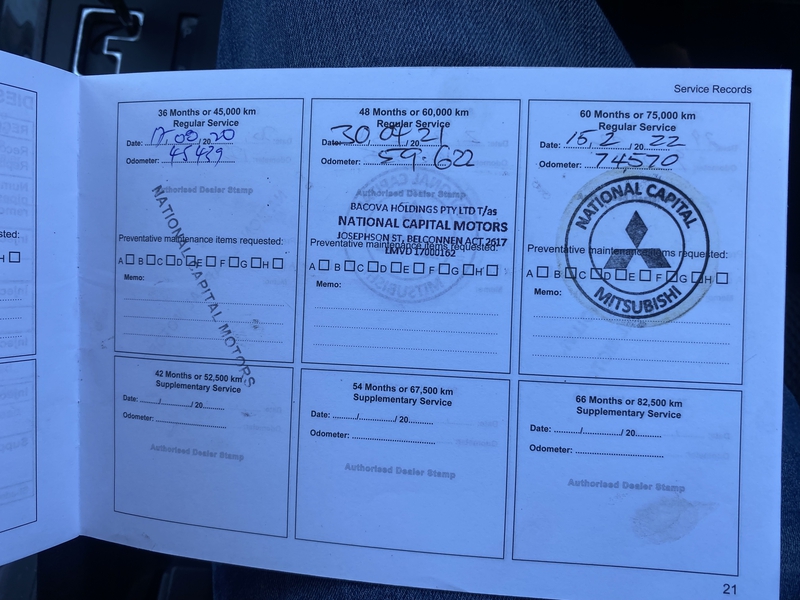 Service Records
36 Months or 45,000 km
Regular Service
Date: 17, 09, 20 20
Odometer: 45439
Authorised Dealer Stamp
NATIONAL CAPITAL MOTORS
Preventative maintenance items requested:
A B C D E F G H
Memo:
48 Months or 60,000 km
Regular Service
Date: 30, 04, 2021
Odometer: 59.622
Authorised Dealer Stamp
BACOVA HOLDINGS PTY LTD T/as
NATIONAL CAPITAL MOTORS
JOSEPHSON ST, BELCONNEN ACT 2617
LMVD 17000162
Preventative maintenance items requested:
A B C D E F G H
Memo:
60 Months or 75,000 km
Regular Service
Date: 15, 2, 20 22
Odometer: 74570
NATIONAL CAPITAL
MITSUBISHI
Preventative maintenance items requested:
A B C D E F G H
Memo:
42 Months or 52,500 km
Supplementary Service
Date: ........./............/ 20.........
Odometer:
Authorised Dealer Stamp
54 Months or 67,500 km
Supplementary Service
Date: ........./............/ 20.........
Odometer:
Authorised Dealer Stamp
66 Months or 82,500 km
Supplementary Service
Date: ........./............/ 20.........
Odometer:
Authorised Dealer Stamp
21